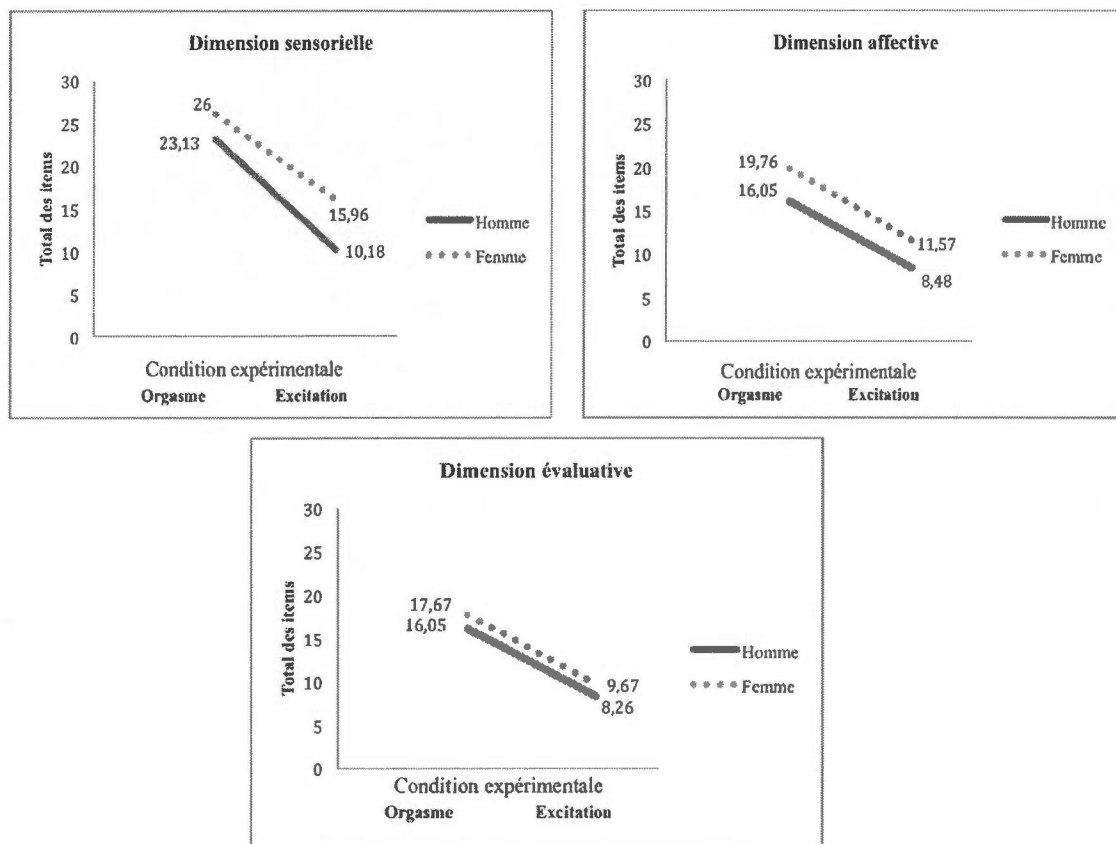 Dimension sensorielle
Total des items
30
25
20
15
10
5
0
26
23,13
15,96
10,18
Homme
Femme
Condition expérimentale
Orgasme Excitation
Dimension affective
Total des items
30
25
20
15
10
5
0
19,76
16,05
11,57
8,48
Homme
Femme
Condition expérimentale
Orgasme Excitation
Dimension évaluative
Total des items
30
25
20
15
10
5
0
17,67
16,05
9,67
8,26
Homme
Femme
Condition expérimentale
Orgasme Excitation